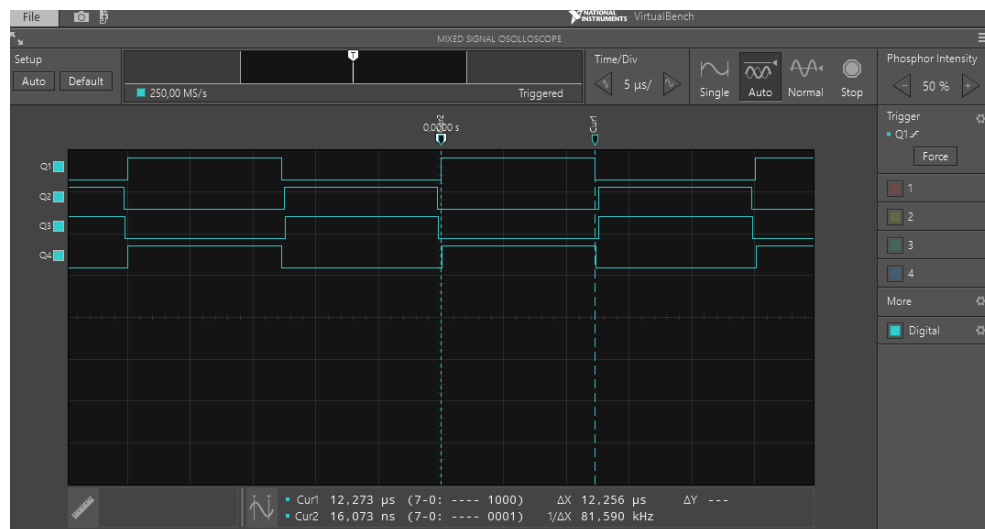 File
NATIONAL INSTRUMENTS VirtualBench
MIXED SIGNAL OSCILLOSCOPE
Setup
Auto Default
250,00 MS/s Triggered
T
Time/Div
5 µs/
Single Auto Normal Stop
Phosphor Intensity
50 %
Trigger
Q1
Force
1
2
3
4
More
Digital
0,0000 s
Cur2
Cur1
Q1
Q2
Q3
Q4
Cur1 12,273 µs (7-0: ---- 1000) ΔX 12,256 µs ΔY ---
Cur2 16,073 ns (7-0: ---- 0001) 1/ΔX 81,590 kHz